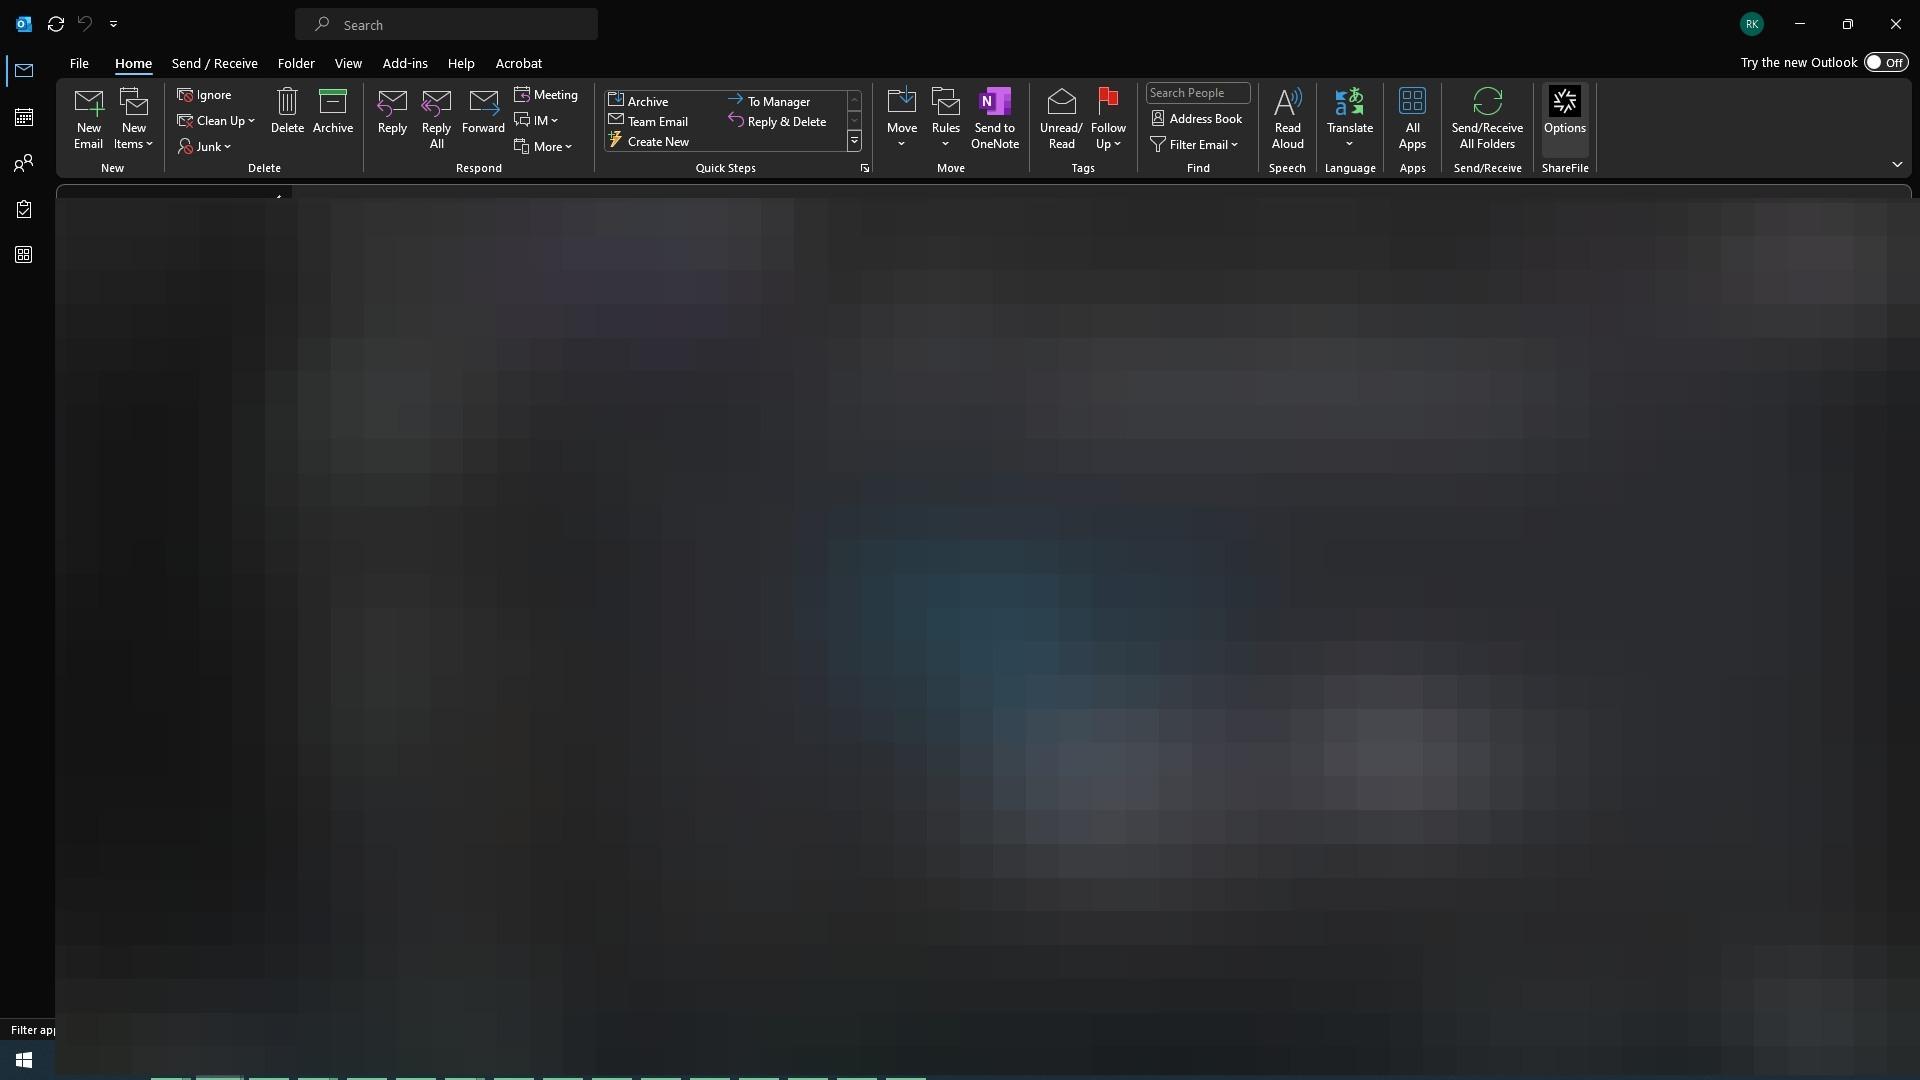 Search
RK
File Home Send / Receive Folder View Add-ins Help Acrobat
Try the new Outlook Off
New Email
New Items
Ignore
Clean Up
Junk
Delete
Archive
Reply
Reply All
Forward
Meeting
IM
More
Archive
Team Email
Create New
To Manager
Reply & Delete
Move
Rules
N
Send to OneNote
Unread/ Read
Follow Up
Search People
Address Book
Filter Email
Read Aloud
Translate
All Apps
Send/Receive All Folders
Options
New Delete Respond Quick Steps Move Tags Find Speech Language Apps Send/Receive ShareFile
Filter app